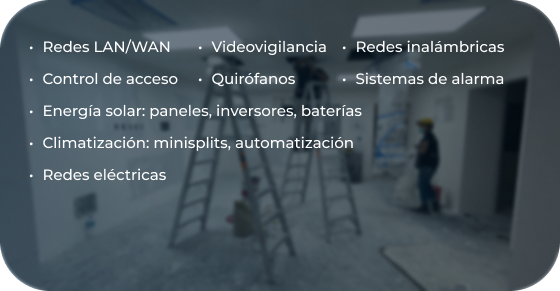 • Redes LAN/WAN • Videovigilancia • Redes inalámbricas
• Control de acceso • Quirófanos • Sistemas de alarma
• Energía solar: paneles, inversores, baterías
• Climatización: minisplits, automatización
• Redes eléctricas